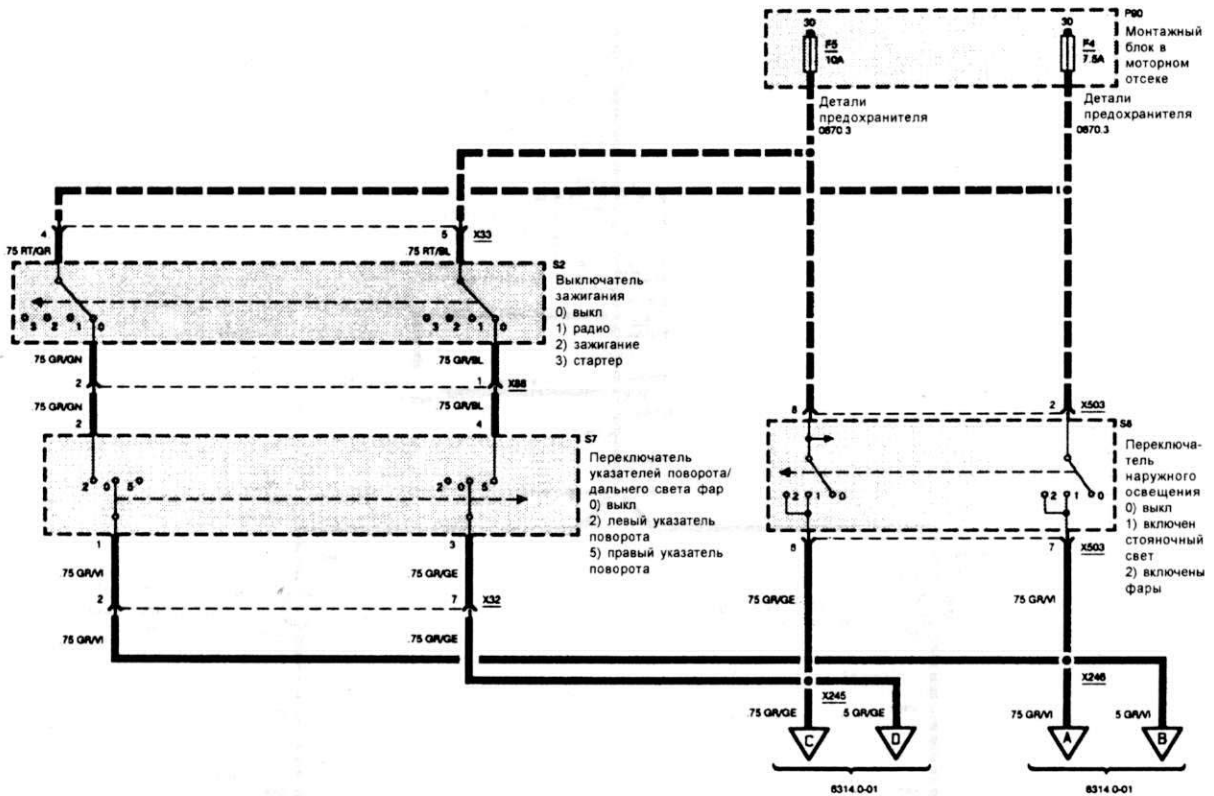 P90
Монтажный
блок в
моторном
отсеке
30
F5
10A
30
F4
7.5A
Детали
предохранителя
0670.3
Детали
предохранителя
0670.3
4
5
X33
.75 RT/GR
.75 RT/BL
S2
Выключатель
зажигания
0) выкл
1) радио
2) зажигание
3) стартер
3 2 1 0
3 2 1 0
.75 GR/GN
.75 GR/BL
2
1
X88
.75 GR/GN
.75 GR/BL
2
4
S7
Переключатель
указателей поворота/
дальнего света фар
0) выкл
2) левый указатель
поворота
5) правый указатель
поворота
2 0 5
2 0 5
1
3
.75 GR/VI
.75 GR/GE
2
7
X32
.75 GR/VI
.75 GR/GE
8
2
X503
S6
Переключа-
тель
наружного
освещения
0) выкл
1) включен
стояночный
свет
2) включены
фары
2 1 0
2 1 0
6
7
X503
.75 GR/GE
.75 GR/VI
X245
X246
.75 GR/GE
5 GR/GE
.75 GR/VI
5 GR/VI
C
D
A
B
6314.0-01
6314.0-01